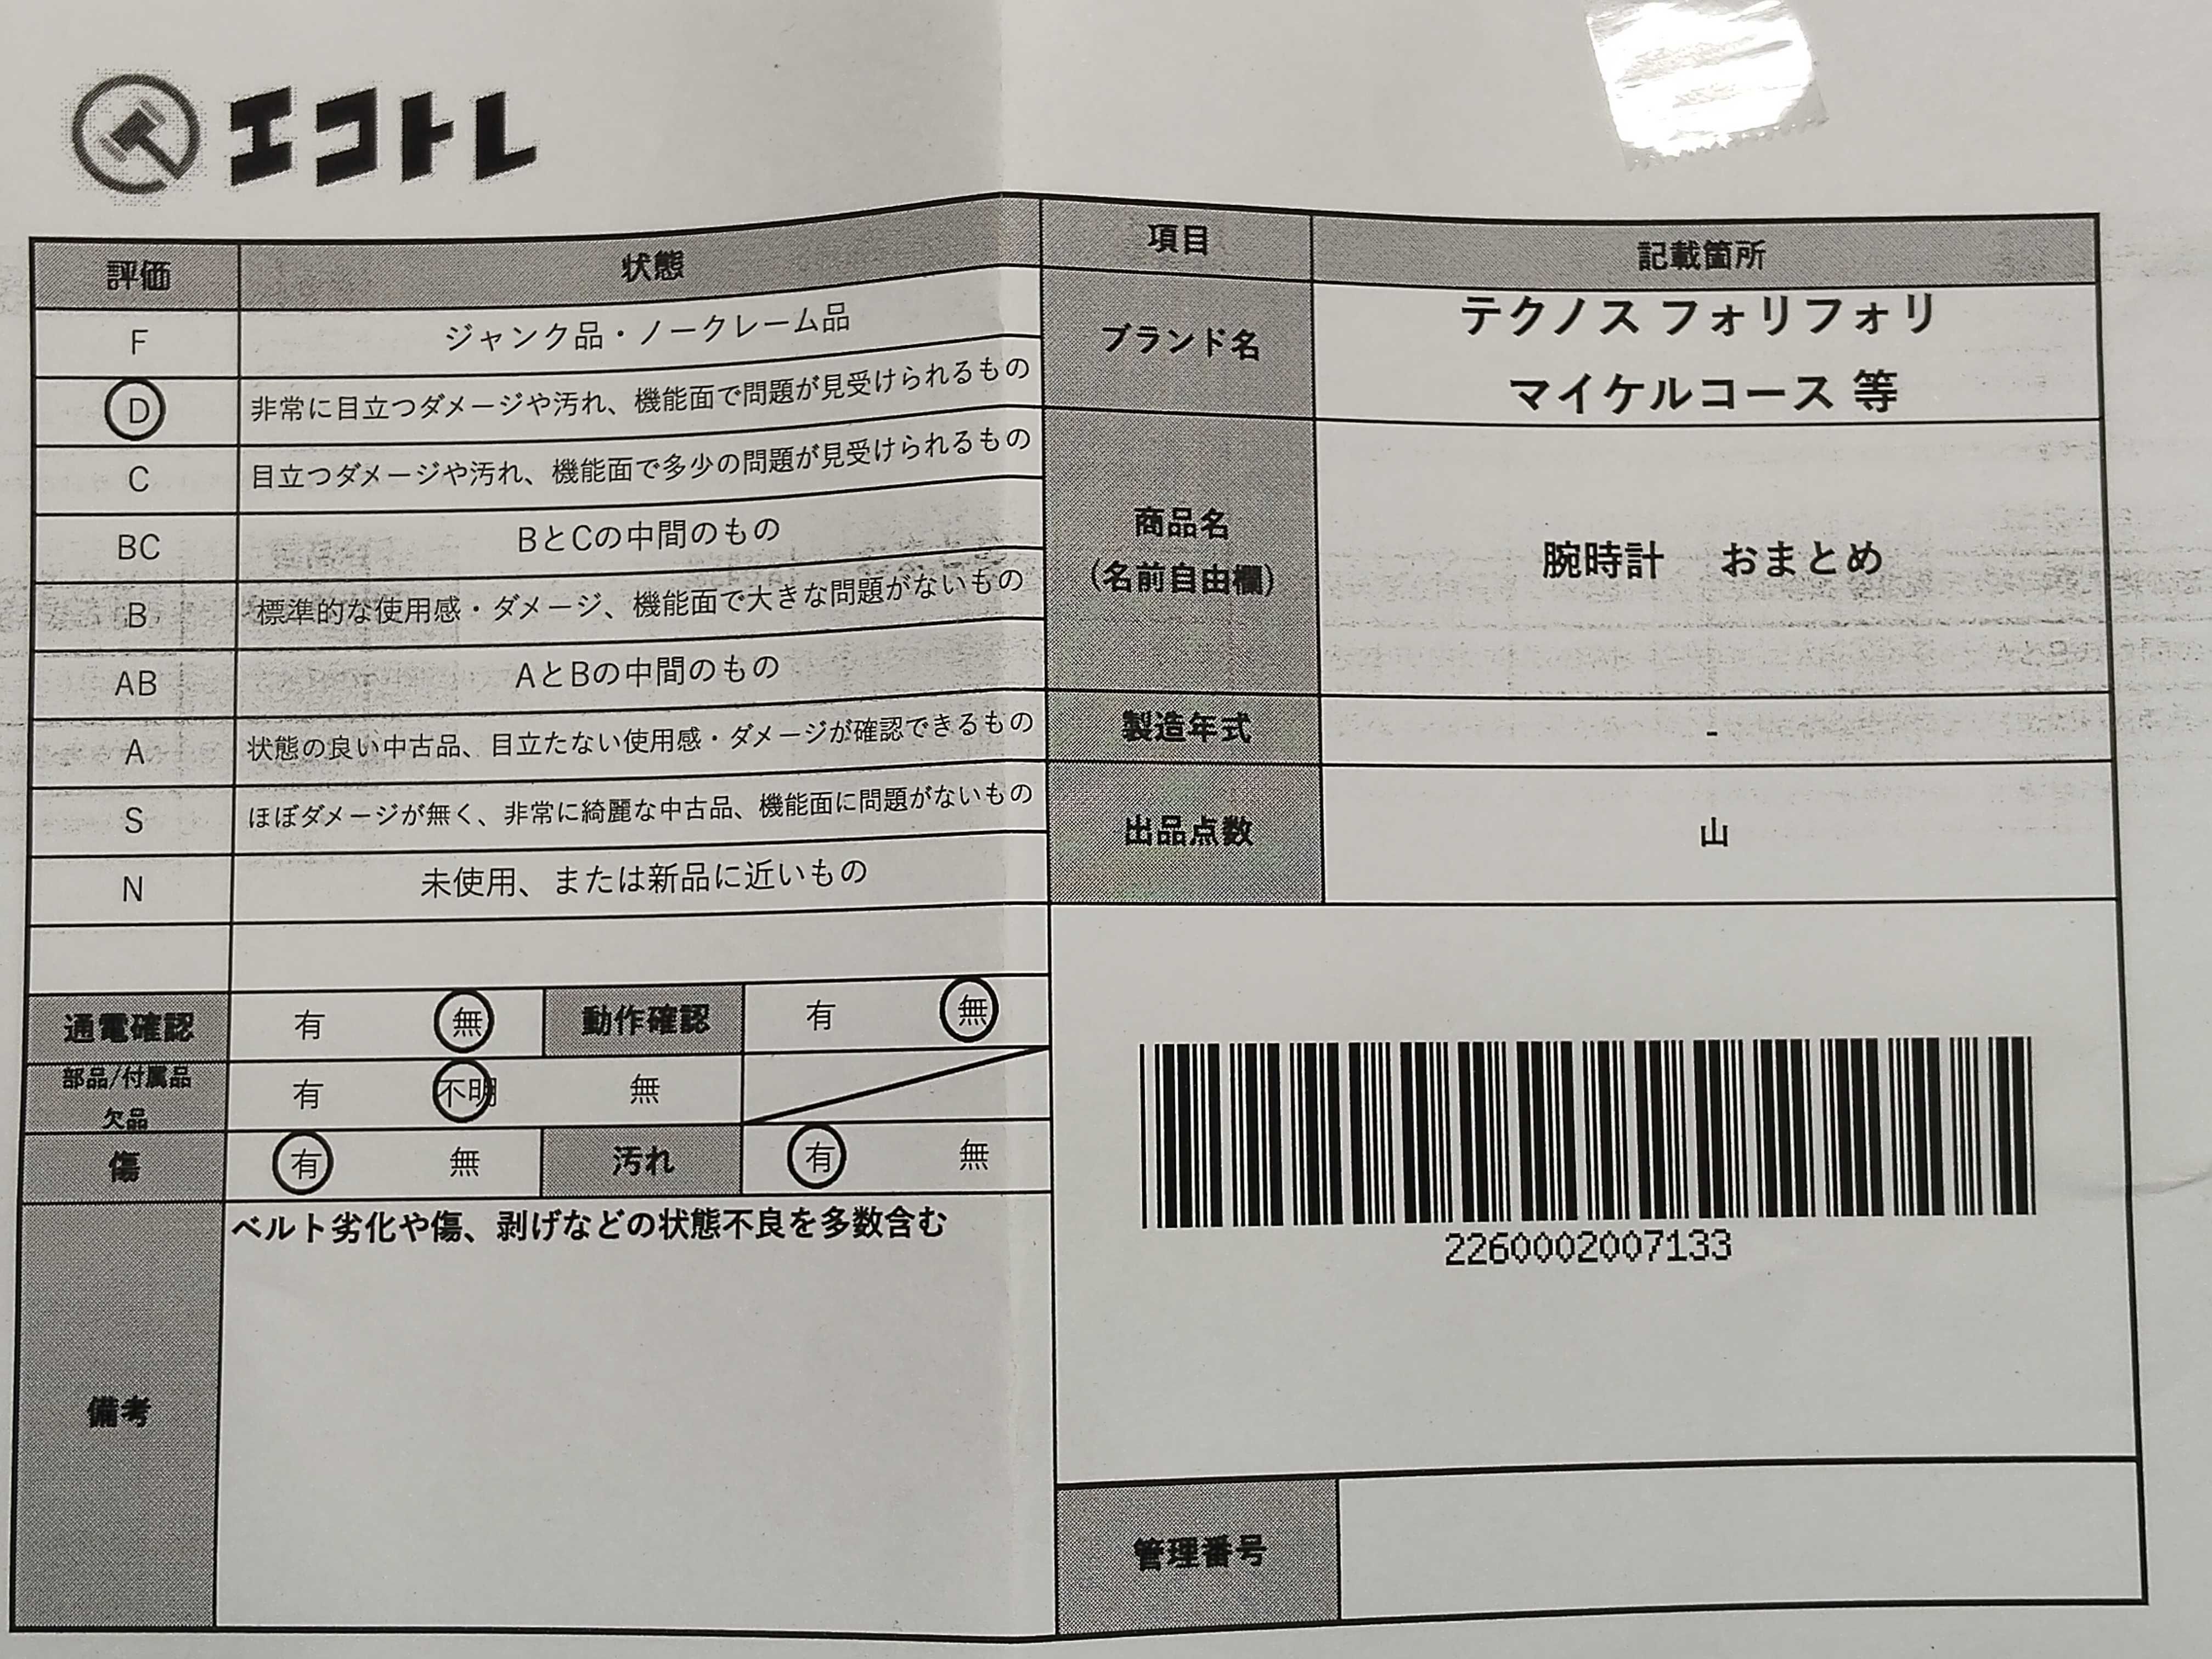 エコトレ
評価 状態
F ジャンク品・ノークレーム品
D 非常に目立つダメージや汚れ、機能面で問題が見受けられるもの
C 目立つダメージや汚れ、機能面で多少の問題が見受けられるもの
BC BとCの中間のもの
B 標準的な使用感・ダメージ、機能面で大きな問題がないもの
AB AとBの中間のもの
A 状態の良い中古品、目立たない使用感・ダメージが確認できるもの
S ほぼダメージが無く、非常に綺麗な中古品、機能面に問題がないもの
N 未使用、または新品に近いもの
通電確認 有 無 動作確認 有 無
部品/付属品
欠品 有 不明 無
傷 有 無 汚れ 有 無
備考 ベルト劣化や傷、剥げなどの状態不良を多数含む
項目 記載箇所
ブランド名 テクノス フォリフォリ
マイケルコース 等
商品名
(名前自由欄) 腕時計 おまとめ
製造年式 -
出品点数 山
2260002007133
管理番号